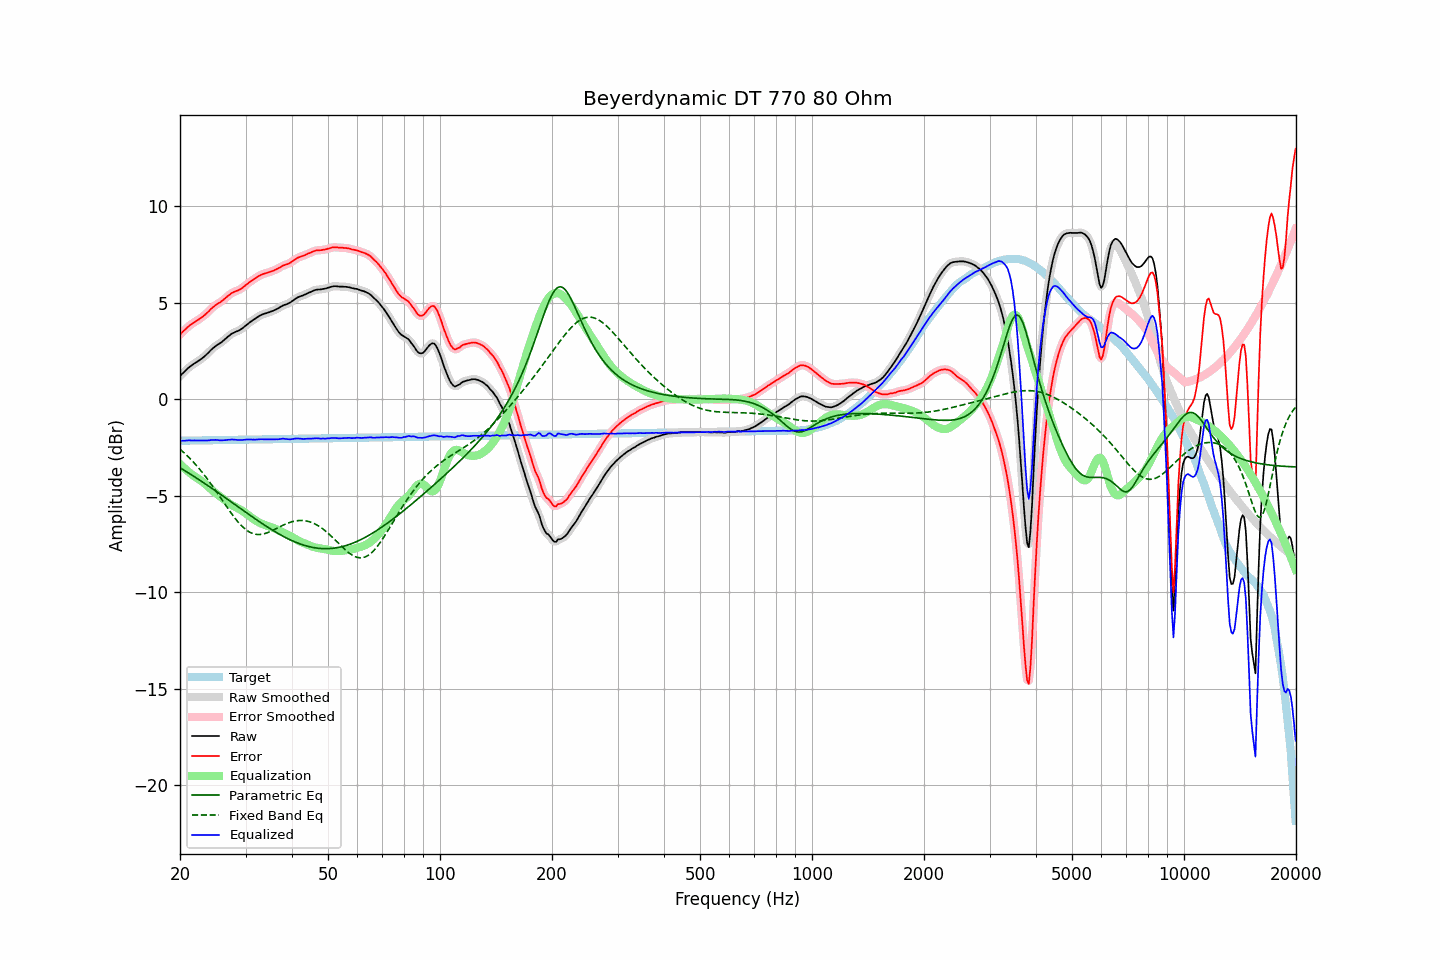 Beyerdynamic DT 770 80 Ohm
Amplitude (dBr)
10
5
0
−5
−10
−15
−20
Target
Raw Smoothed
Error Smoothed
Raw
Error
Equalization
Parametric Eq
Fixed Band Eq
Equalized
20 50 100 200 500 1000 2000 5000 10000 20000
Frequency (Hz)